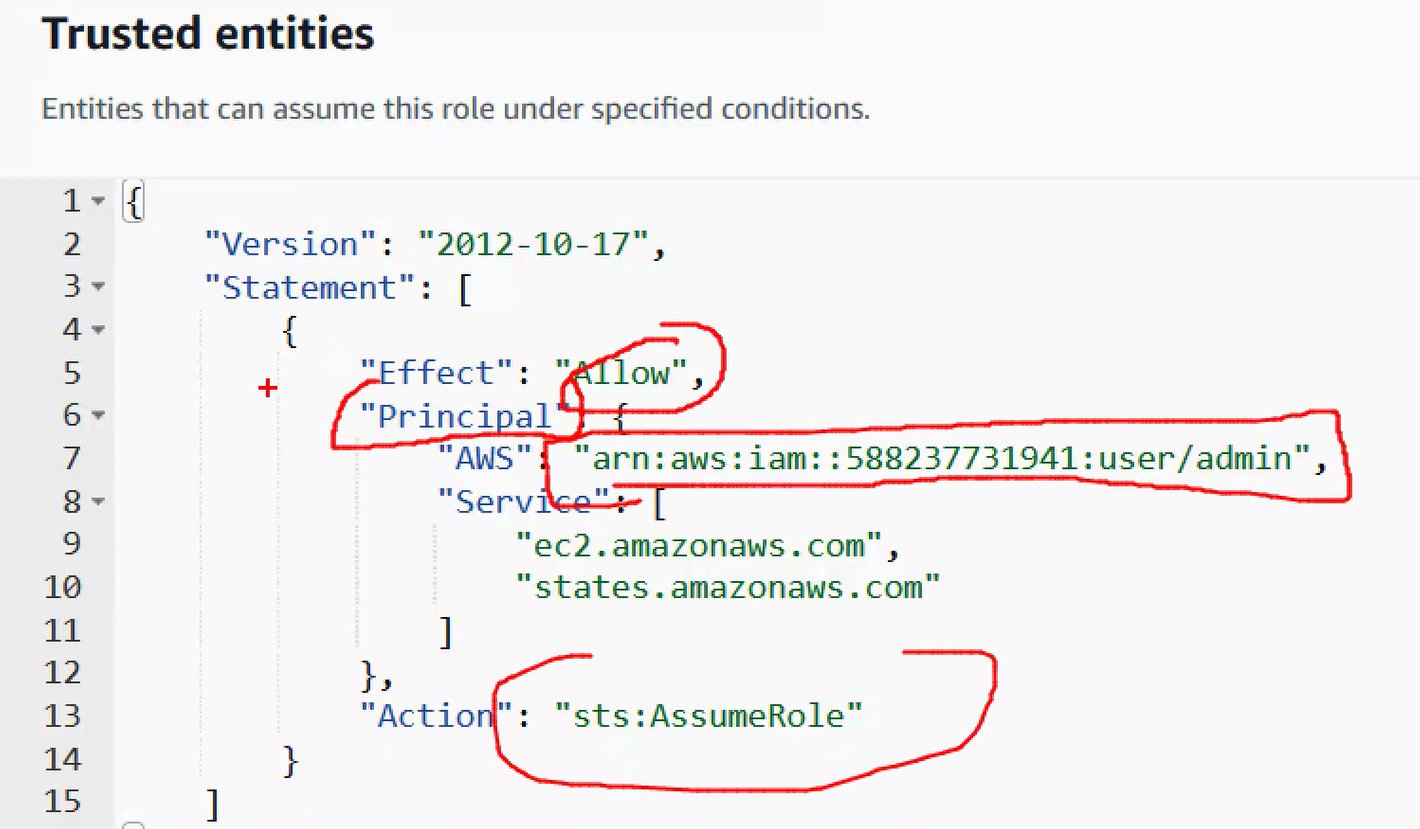 Trusted entities
Entities that can assume this role under specified conditions.
1 {
2 "Version": "2012-10-17",
3 "Statement": [
4 {
5 "Effect": "Allow",
6 "Principal": {
7 "AWS": "arn:aws:iam::588237731941:user/admin",
8 "Service": [
9 "ec2.amazonaws.com",
10 "states.amazonaws.com"
11 ]
12 },
13 "Action": "sts:AssumeRole"
14 }
15 ]